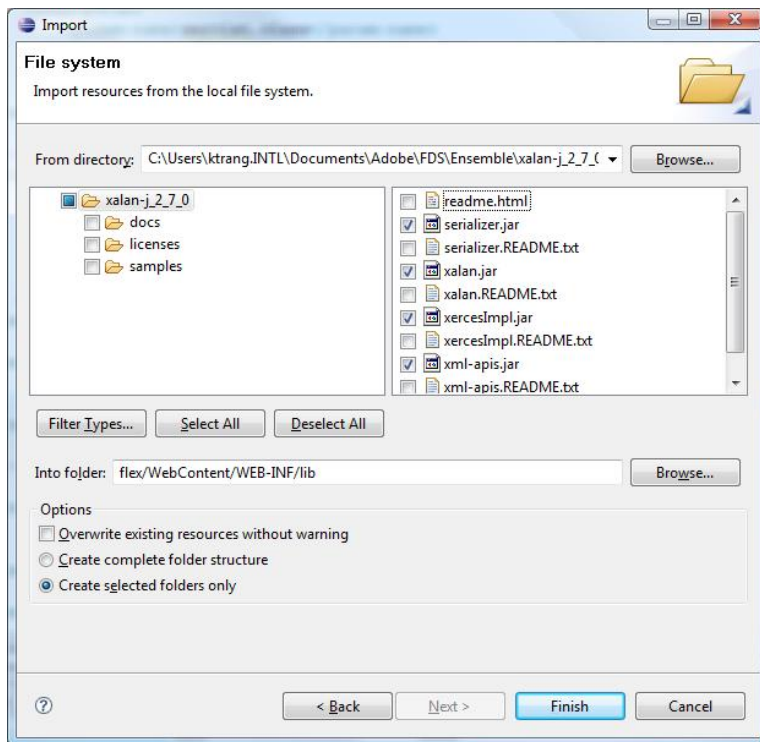 Import
File system
Import resources from the local file system.
From directory: C:\Users\ktrang.INTL\Documents\Adobe\FDS\Ensemble\xalan-j_2_7_( Browse...
xalan-j_2_7_0
docs
licenses
samples
readme.html
serializer.jar
serializer.README.txt
xalan.jar
xalan.README.txt
xercesImpl.jar
xercesImpl.README.txt
xml-apis.jar
xml-apis.README.txt
Filter Types... Select All Deselect All
Into folder: flex/WebContent/WEB-INF/lib Browse...
Options
Overwrite existing resources without warning
Create complete folder structure
Create selected folders only
? < Back Next > Finish Cancel